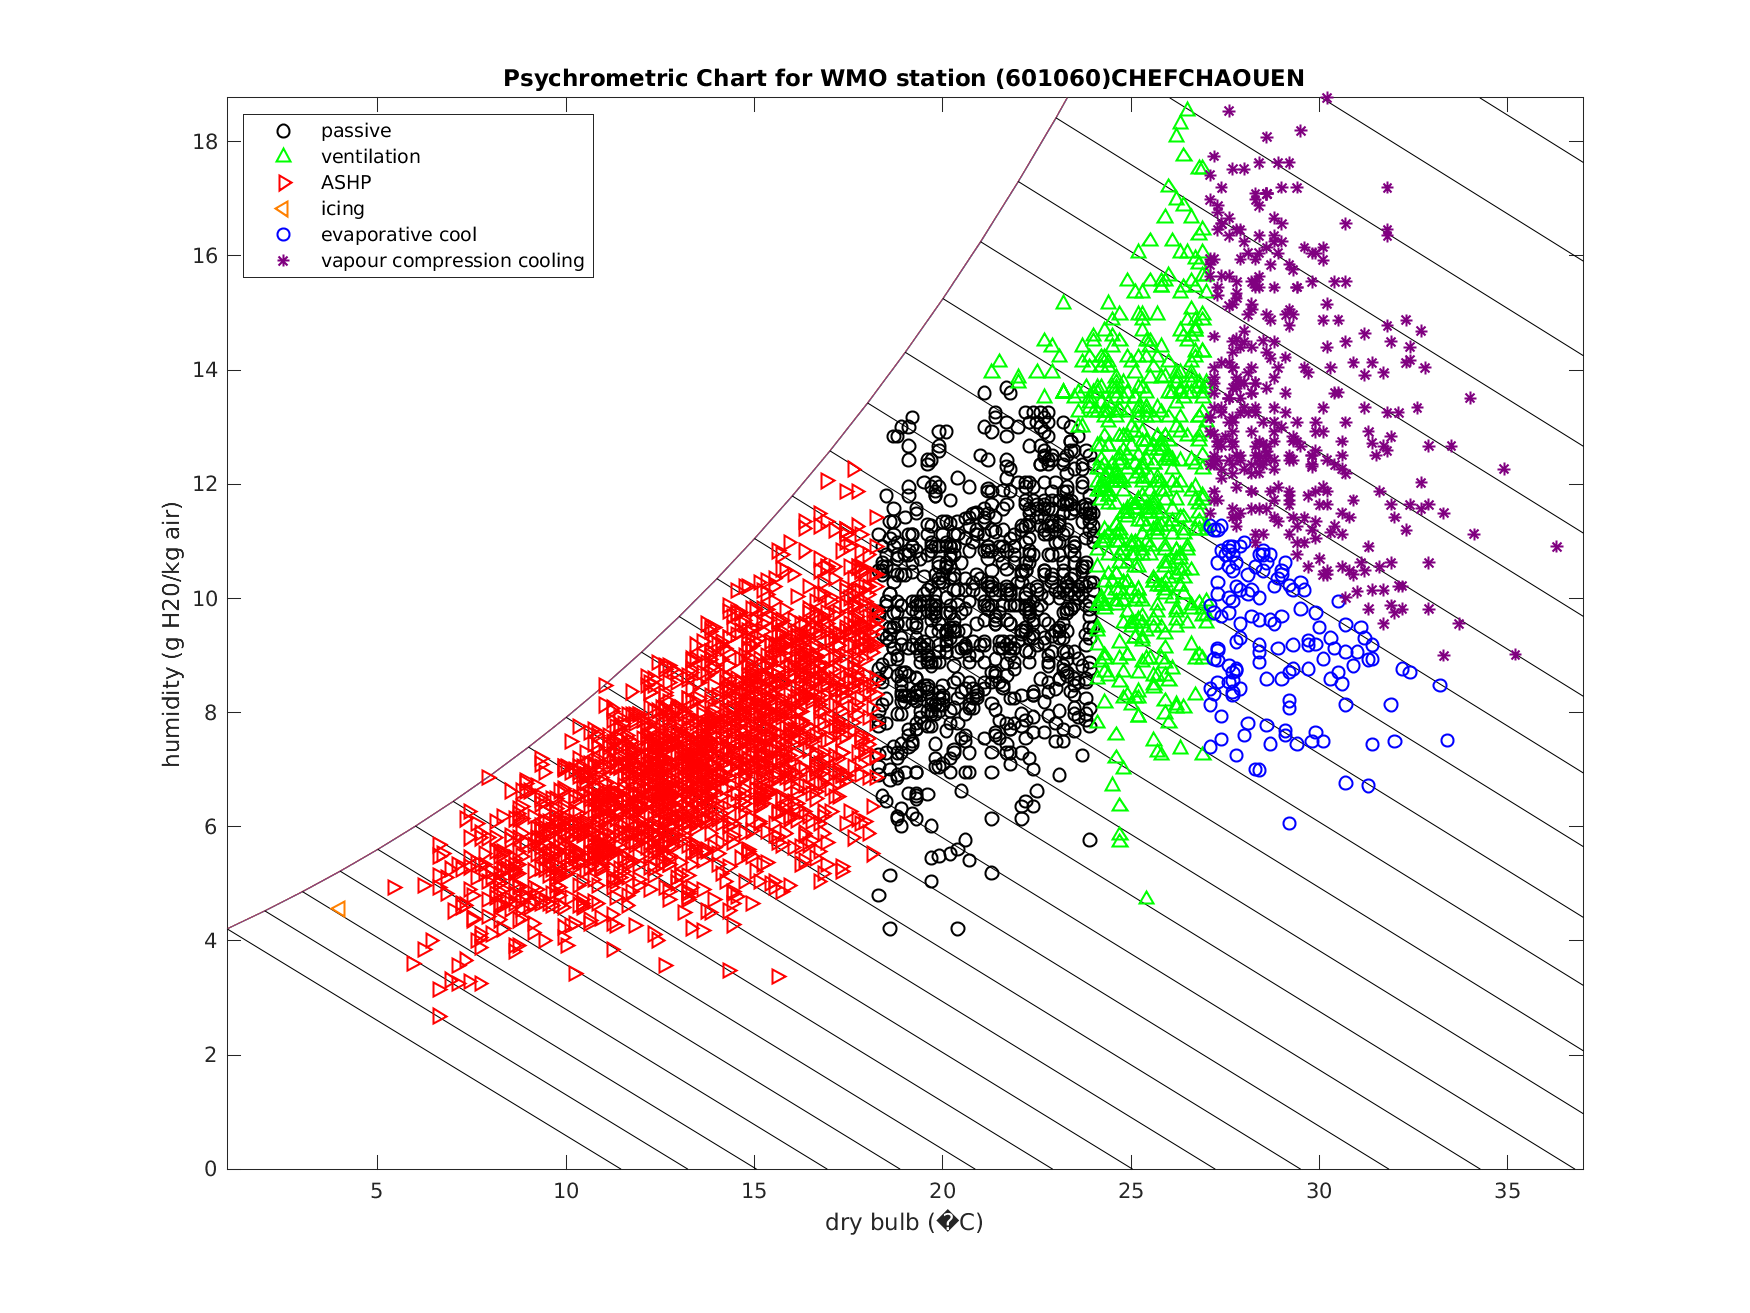 Psychrometric Chart for WMO station (601060)CHEFCHAOUEN
passive
ventilation
ASHP
icing
evaporative cool
vapour compression cooling
humidity (g H20/kg air)
18
16
14
12
10
8
6
4
2
0
5 10 15 20 25 30 35
dry bulb (�C)